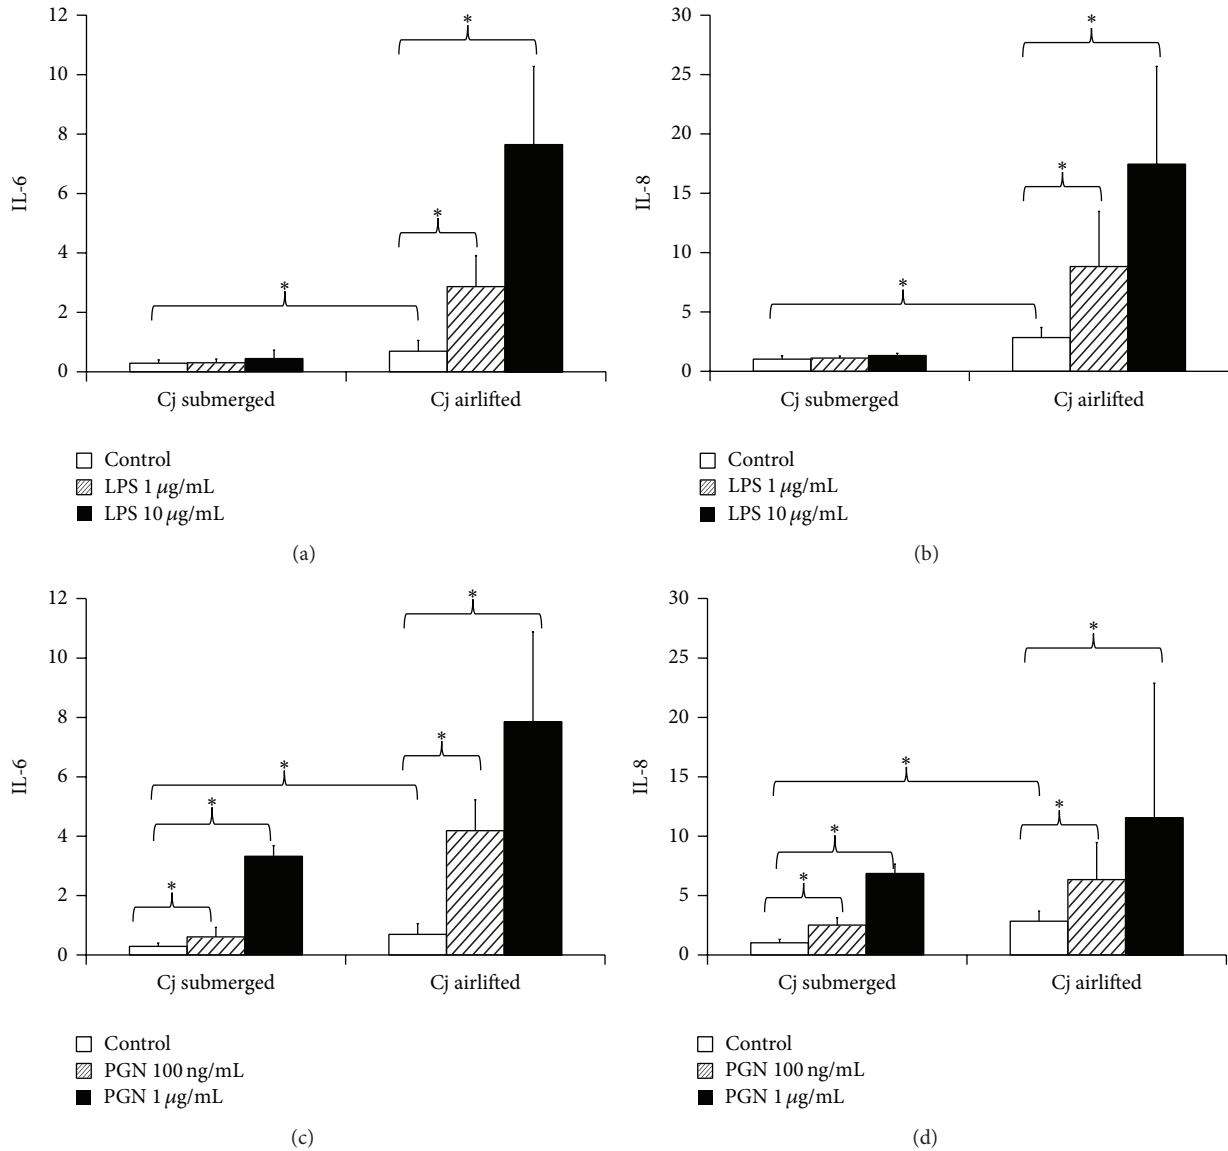 12
10
8
6
4
2
0
IL-6
*
*
*
Cj submerged
Cj airlifted
Control
LPS 1 μg/mL
LPS 10 μg/mL
(a)
30
25
20
15
10
5
0
IL-8
*
*
*
Cj submerged
Cj airlifted
Control
LPS 1 μg/mL
LPS 10 μg/mL
(b)
12
10
8
6
4
2
0
IL-6
*
*
*
*
*
Cj submerged
Cj airlifted
Control
PGN 100 ng/mL
PGN 1 μg/mL
(c)
30
25
20
15
10
5
0
IL-8
*
*
*
*
*
Cj submerged
Cj airlifted
Control
PGN 100 ng/mL
PGN 1 μg/mL
(d)